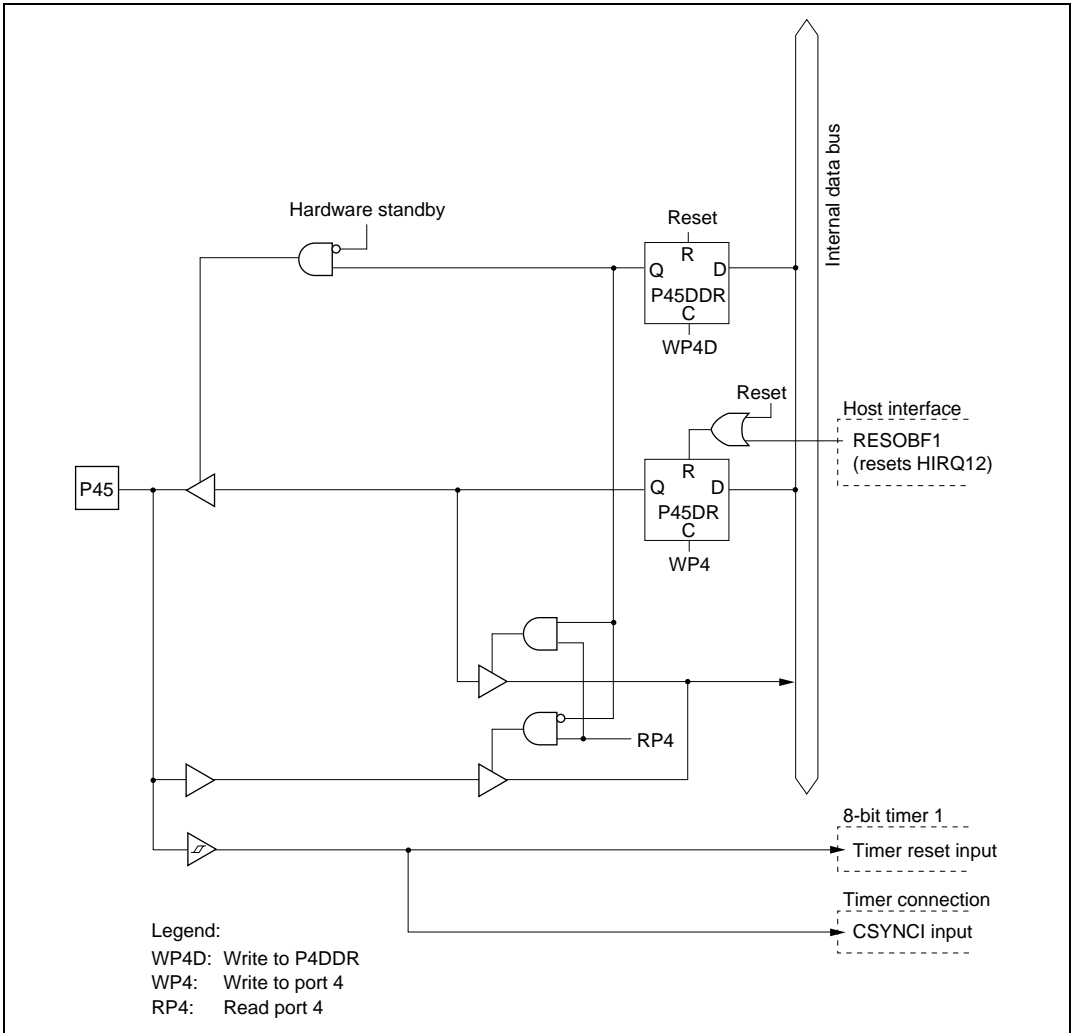 Internal data bus
Hardware standby
Reset
R
Q
D
P45DDR
C
WP4D
Reset
Host interface
RESOBF1
(resets HIRQ12)
R
P45
Q
D
P45DR
C
WP4
RP4
8-bit timer 1
Timer reset input
Timer connection
CSYNCI input
Legend:
WP4D: Write to P4DDR
WP4: Write to port 4
RP4: Read port 4